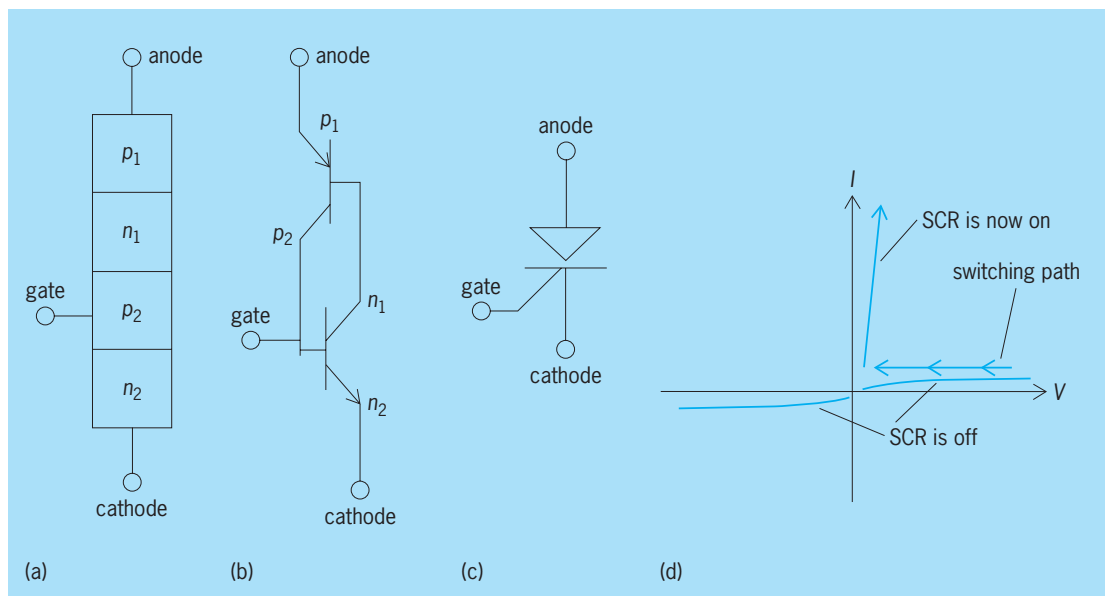 anode
p1
n1
gate
p2
n2
cathode
(a)
anode
p1
p2
n1
gate
n2
cathode
(b)
anode
gate
cathode
(c)
I
SCR is now on
switching path
V
SCR is off
(d)